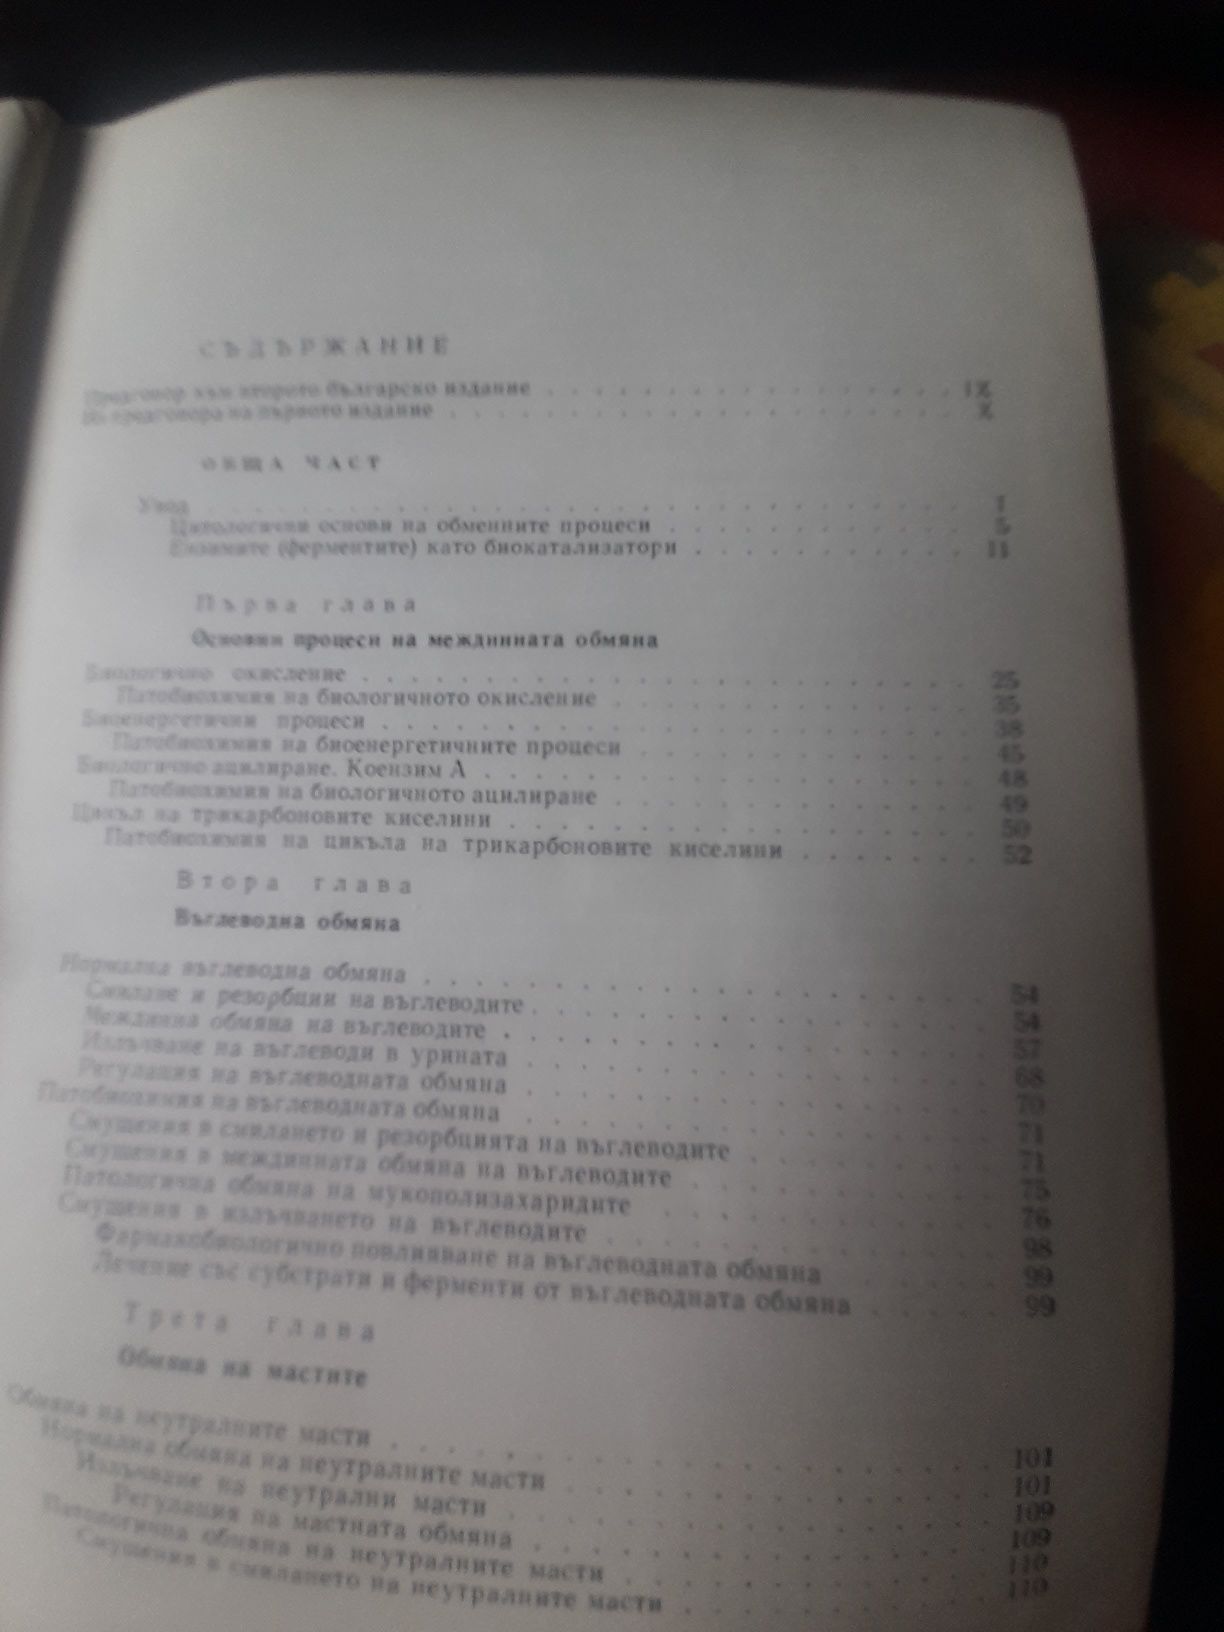 СЪДЪРЖАНИЕ
Предговор към второто българско издание . . . . . . . . . . . . . . . . IX
Из предговора на първото издание . . . . . . . . . . . . . . . . . . . . X
ОБЩА ЧАСТ
Увод . . . . . . . . . . . . . . . . . . . . . . . . . 1
Цитологични основи на обменните процеси . . . . . . . . . . . . 5
Ензимите (ферментите) като биокатализатори . . . . . . . . . . . 11
Първа глава
Основни процеси на междинната обмяна
Биологично окисление . . . . . . . . . . . . . . . . . . . 25
Патобиохимия на биологичното окисление . . . . . . . . . . . . 35
Биоенергетични процеси . . . . . . . . . . . . . . . . . . 38
Патобиохимия на биоенергетичните процеси . . . . . . . . . . . 45
Биологично ацилиране. Коензим А . . . . . . . . . . . . . . . 48
Патобиохимия на биологичното ацилиране . . . . . . . . . . . . 49
Цикъл на трикарбоновите киселини . . . . . . . . . . . . . . 50
Патобиохимия на цикъла на трикарбоновите киселини . . . . . . . 52
Втора глава
Въглеводна обмяна
Нормална въглеводна обмяна . . . . . . . . . . . . . . . . . 54
Смилане и резорбции на въглеводите . . . . . . . . . . . . . . 54
Междинна обмяна на въглеводите . . . . . . . . . . . . . . . 57
Излъчване на въглеводи в урината . . . . . . . . . . . . . . . 68
Регулация на въглеводната обмяна . . . . . . . . . . . . . . . 70
Патобиохимия на въглеводната обмяна . . . . . . . . . . . . . . 71
Смущения в смилането и резорбцията на въглеводите . . . . . . . . 71
Смущения в междинната обмяна на въглеводите . . . . . . . . . . 75
Патологична обмяна на мукополизахаридите . . . . . . . . . . . 76
Смущения в излъчването на въглеводите . . . . . . . . . . . . . 98
Фармакобиологично повлияване на въглеводната обмяна . . . . . . 99
Лечение със субстрати и ферменти от въглеводната обмяна . . . . . 99
Трета глава
Обмяна на мастите
Обмяна на неутралните масти . . . . . . . . . . . . . . . . . 101
Нормална обмяна на неутралните масти . . . . . . . . . . . . . 101
Излъчване на неутрални масти . . . . . . . . . . . . . . . . 109
Регулация на мастната обмяна . . . . . . . . . . . . . . . . 109
Патологична обмяна на неутралните масти . . . . . . . . . . . . 110
Смущения в смилането на неутралните масти . . . . . . . . . . . 110